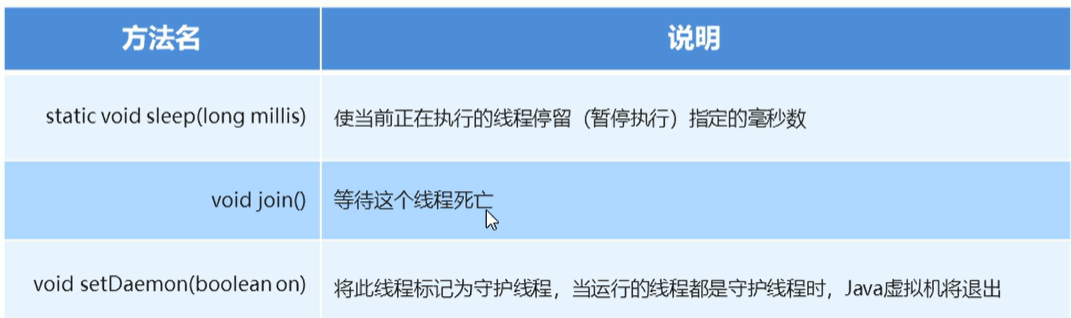 方法名 说明
static void sleep(long millis) 使当前正在执行的线程停留（暂停执行）指定的毫秒数
void join() 等待这个线程死亡
void setDaemon(boolean on) 将此线程标记为守护线程，当运行的线程都是守护线程时，Java虚拟机将退出